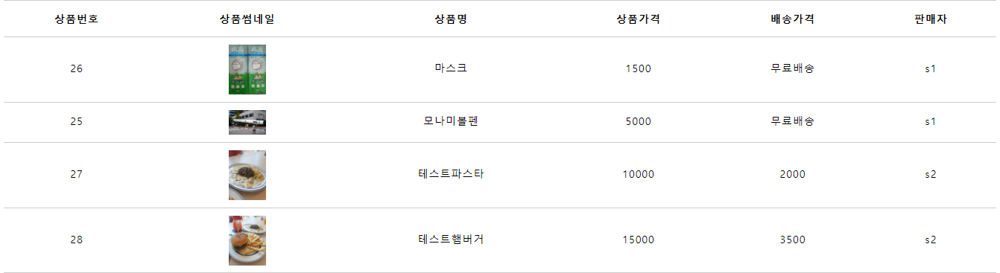 상품번호 상품썸네일 상품명 상품가격 배송가격 판매자
26 마스크 1500 무료배송 s1
25 모나미볼펜 5000 무료배송 s1
27 테스트파스타 10000 2000 s2
28 테스트햄버거 15000 3500 s2